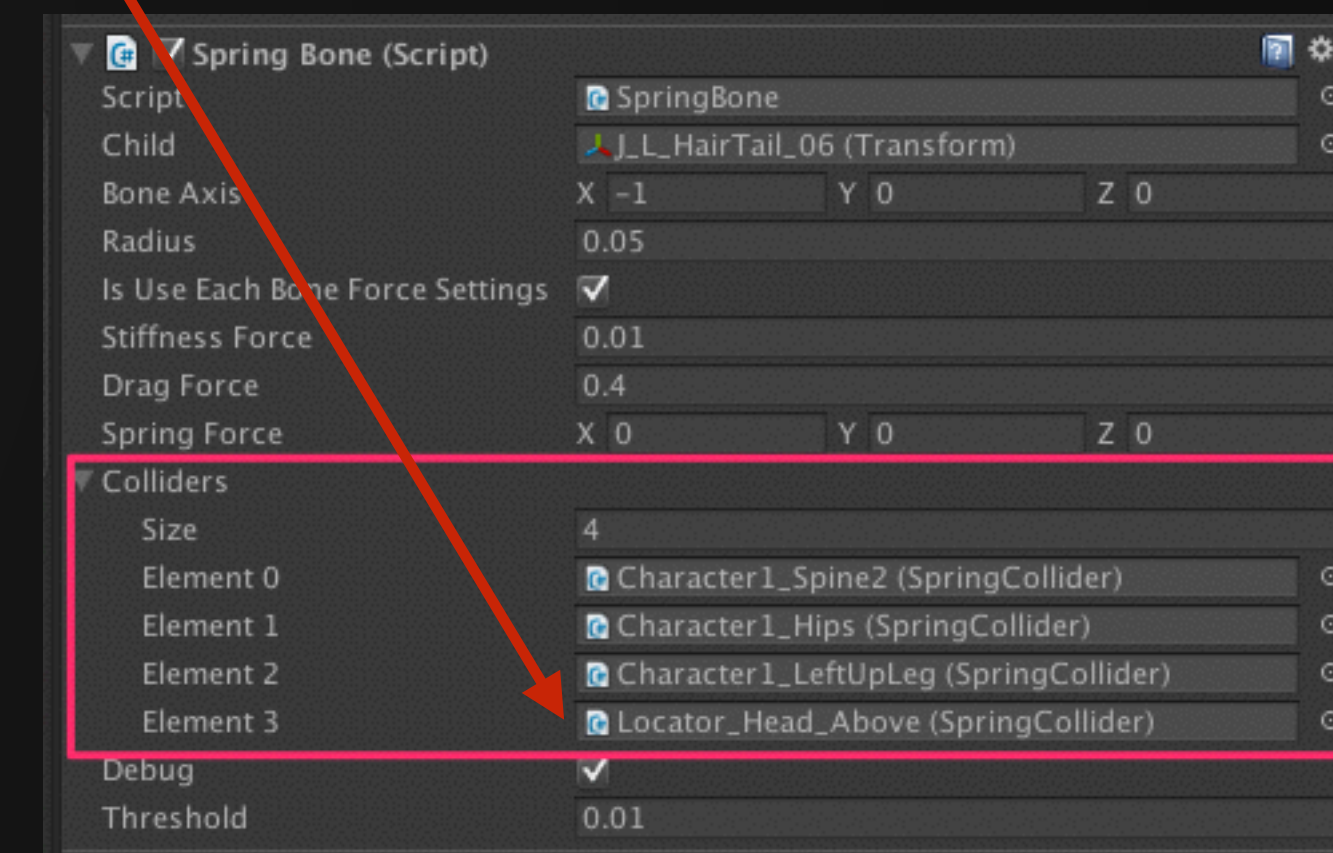 Spring Bone (Script)
Script SpringBone
Child J_L_HairTail_06 (Transform)
Bone Axis X -1 Y 0 Z 0
Radius 0.05
Is Use Each Bone Force Settings
Stiffness Force 0.01
Drag Force 0.4
Spring Force X 0 Y 0 Z 0
Colliders
Size 4
Element 0 Character1_Spine2 (SpringCollider)
Element 1 Character1_Hips (SpringCollider)
Element 2 Character1_LeftUpLeg (SpringCollider)
Element 3 Locator_Head_Above (SpringCollider)
Debug
Threshold 0.01